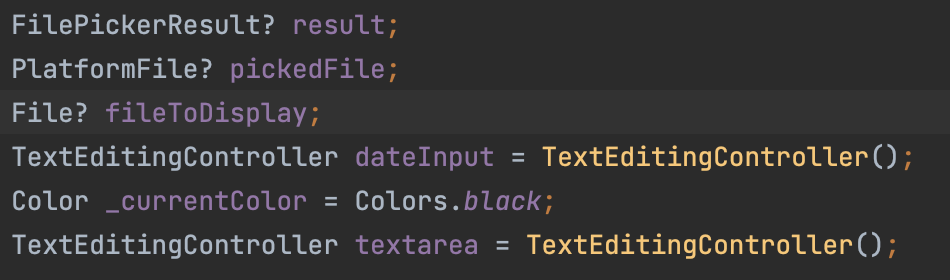 FilePickerResult? result;
PlatformFile? pickedFile;
File? fileToDisplay;
TextEditingController dateInput = TextEditingController();
Color _currentColor = Colors.black;
TextEditingController textarea = TextEditingController();